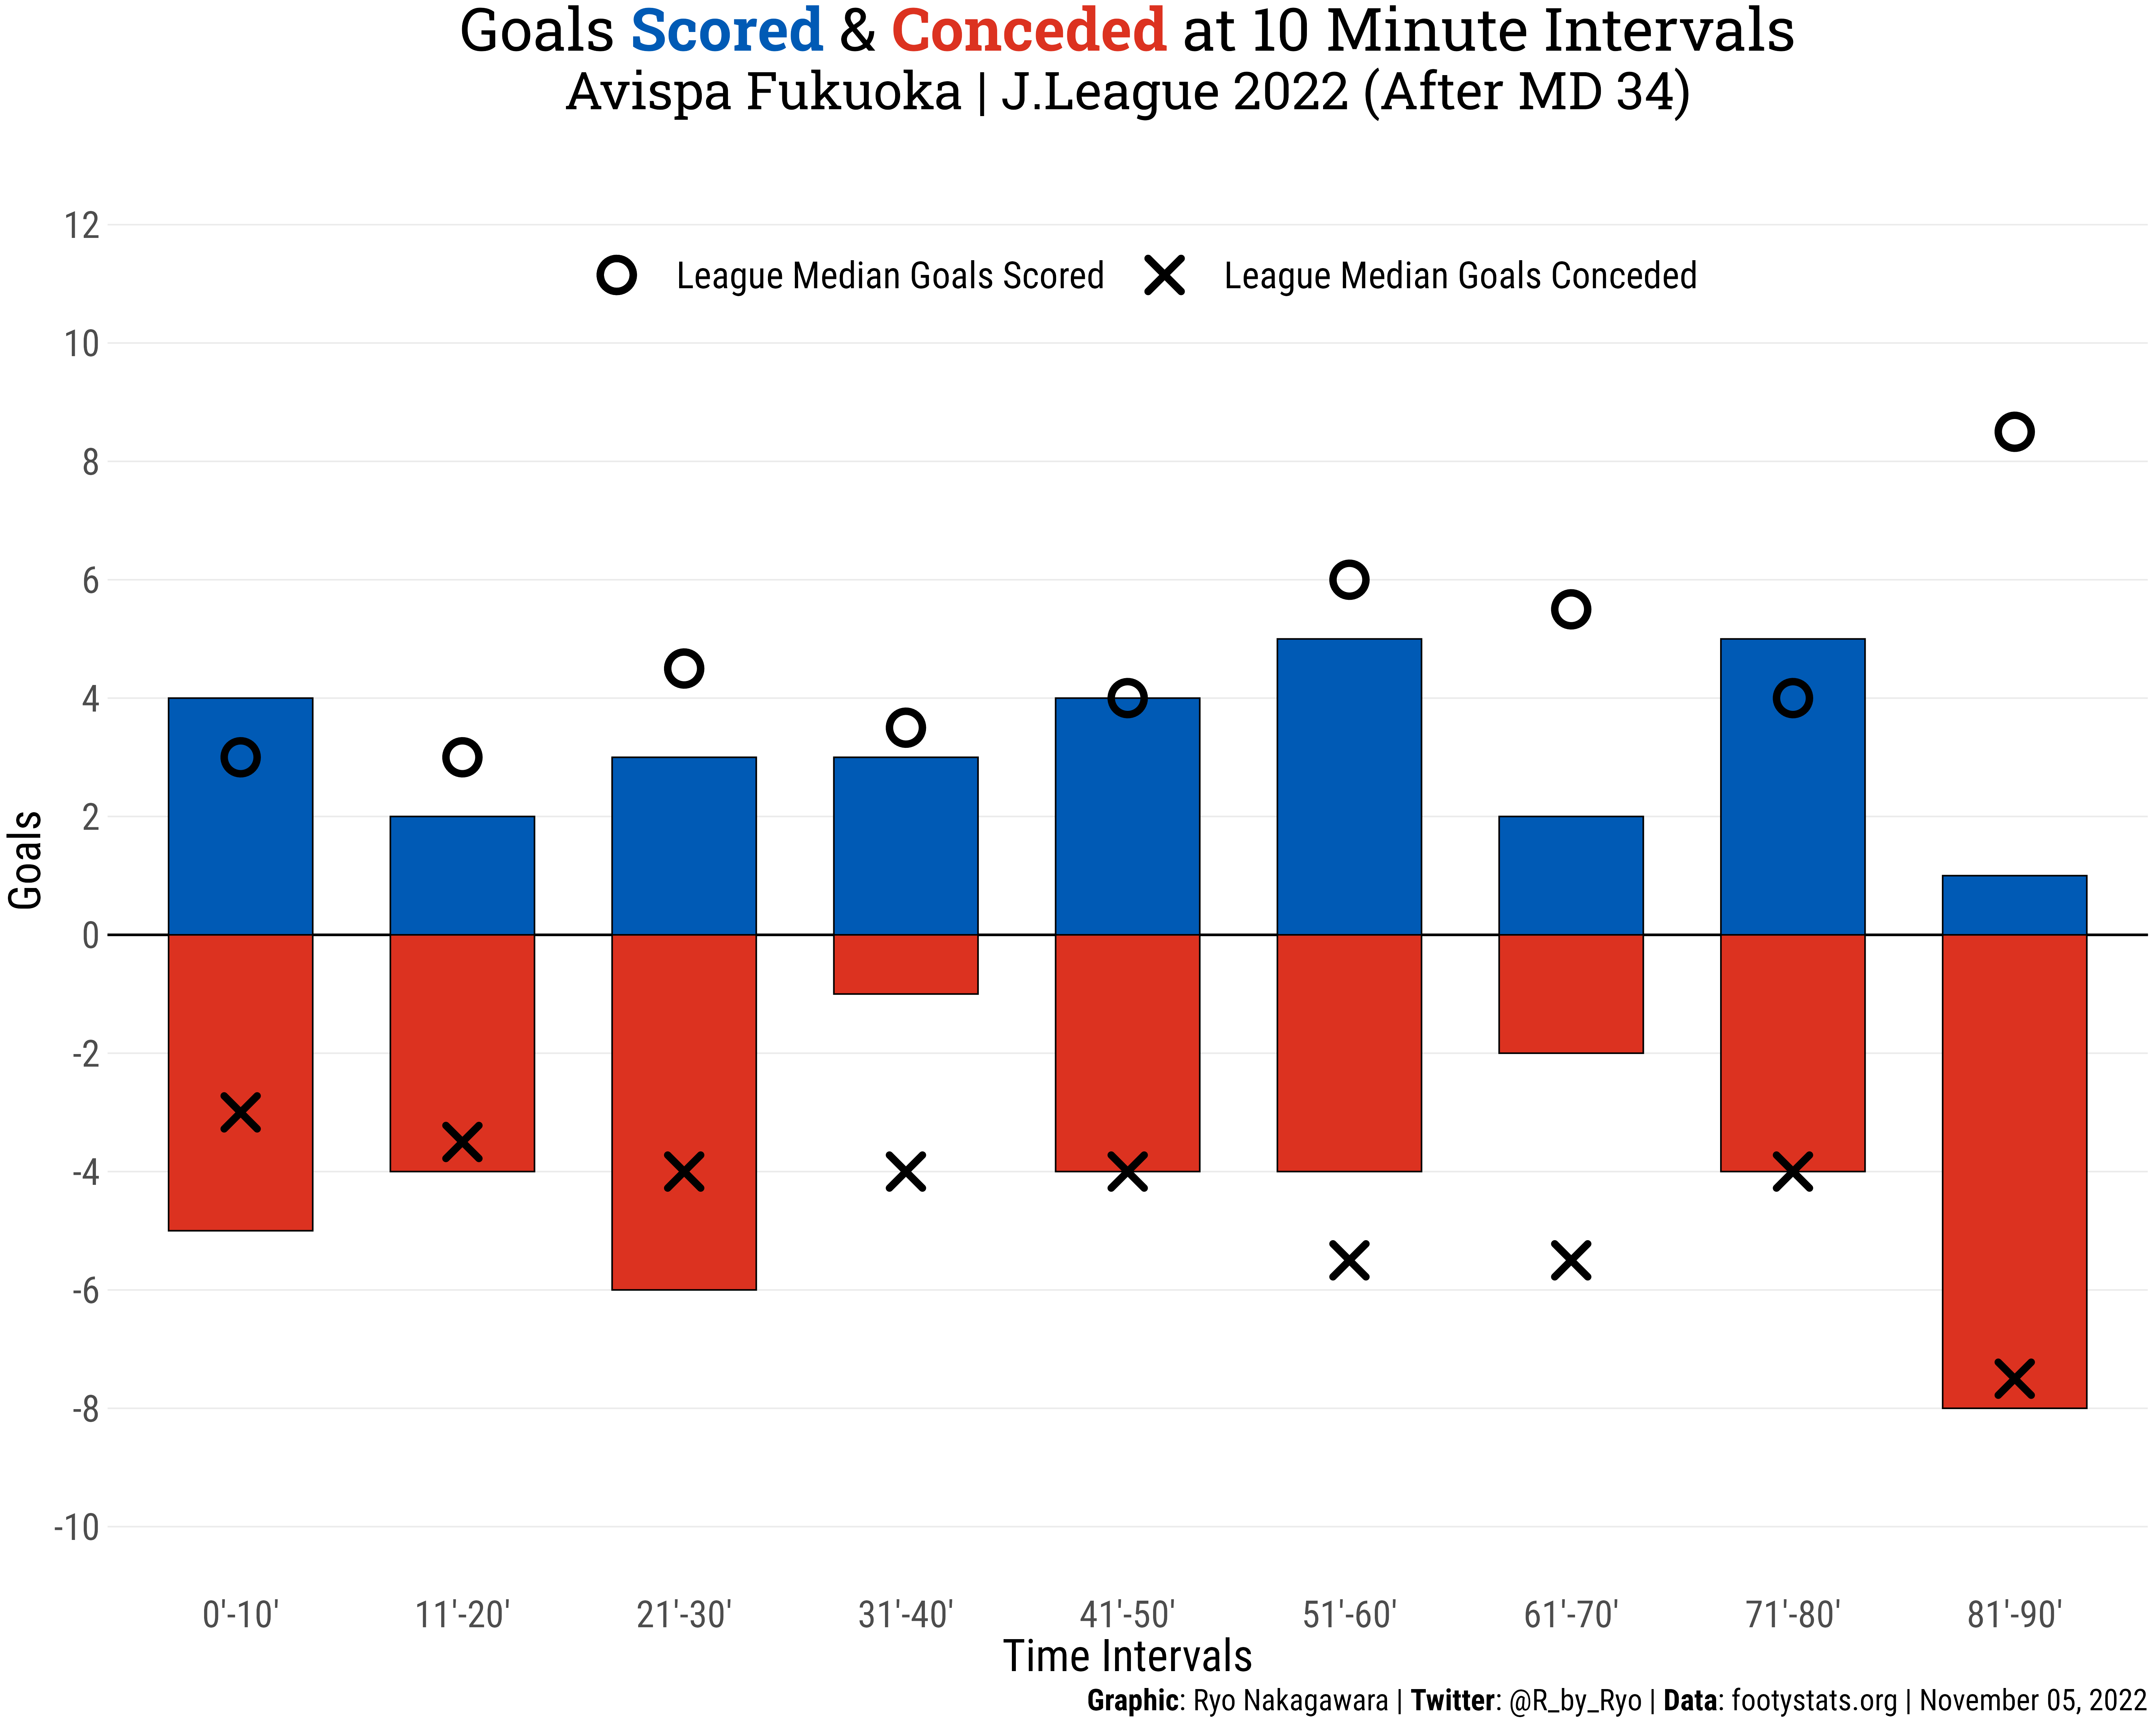 Goals Scored & Conceded at 10 Minute Intervals
Avispa Fukuoka | J.League 2022 (After MD 34)
12
League Median Goals Scored League Median Goals Conceded
10
8
6
4
2
0
-2
-4
-6
-8
-10
Goals
0'-10' 11'-20' 21'-30' 31'-40' 41'-50' 51'-60' 61'-70' 71'-80' 81'-90'
Time Intervals
Graphic: Ryo Nakagawara | Twitter: @R_by_Ryo | Data: footystats.org | November 05, 2022